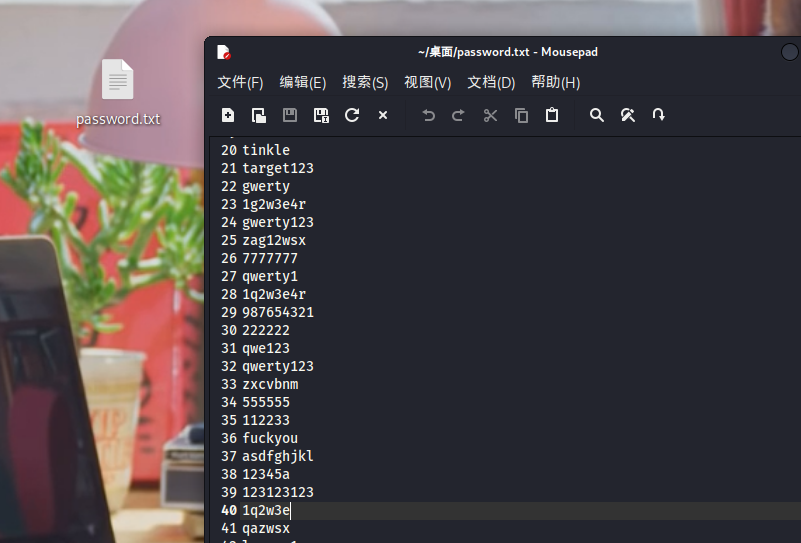 password.txt
~/桌面/password.txt - Mousepad
文件(F) 编辑(E) 搜索(S) 视图(V) 文档(D) 帮助(H)
20 tinkle
21 target123
22 gwerty
23 1g2w3e4r
24 gwerty123
25 zag12wsx
26 7777777
27 qwerty1
28 1q2w3e4r
29 987654321
30 222222
31 qwe123
32 qwerty123
33 zxcvbnm
34 555555
35 112233
36 fuckyou
37 asdfghjkl
38 12345a
39 123123123
40 1q2w3e
41 qazwsx